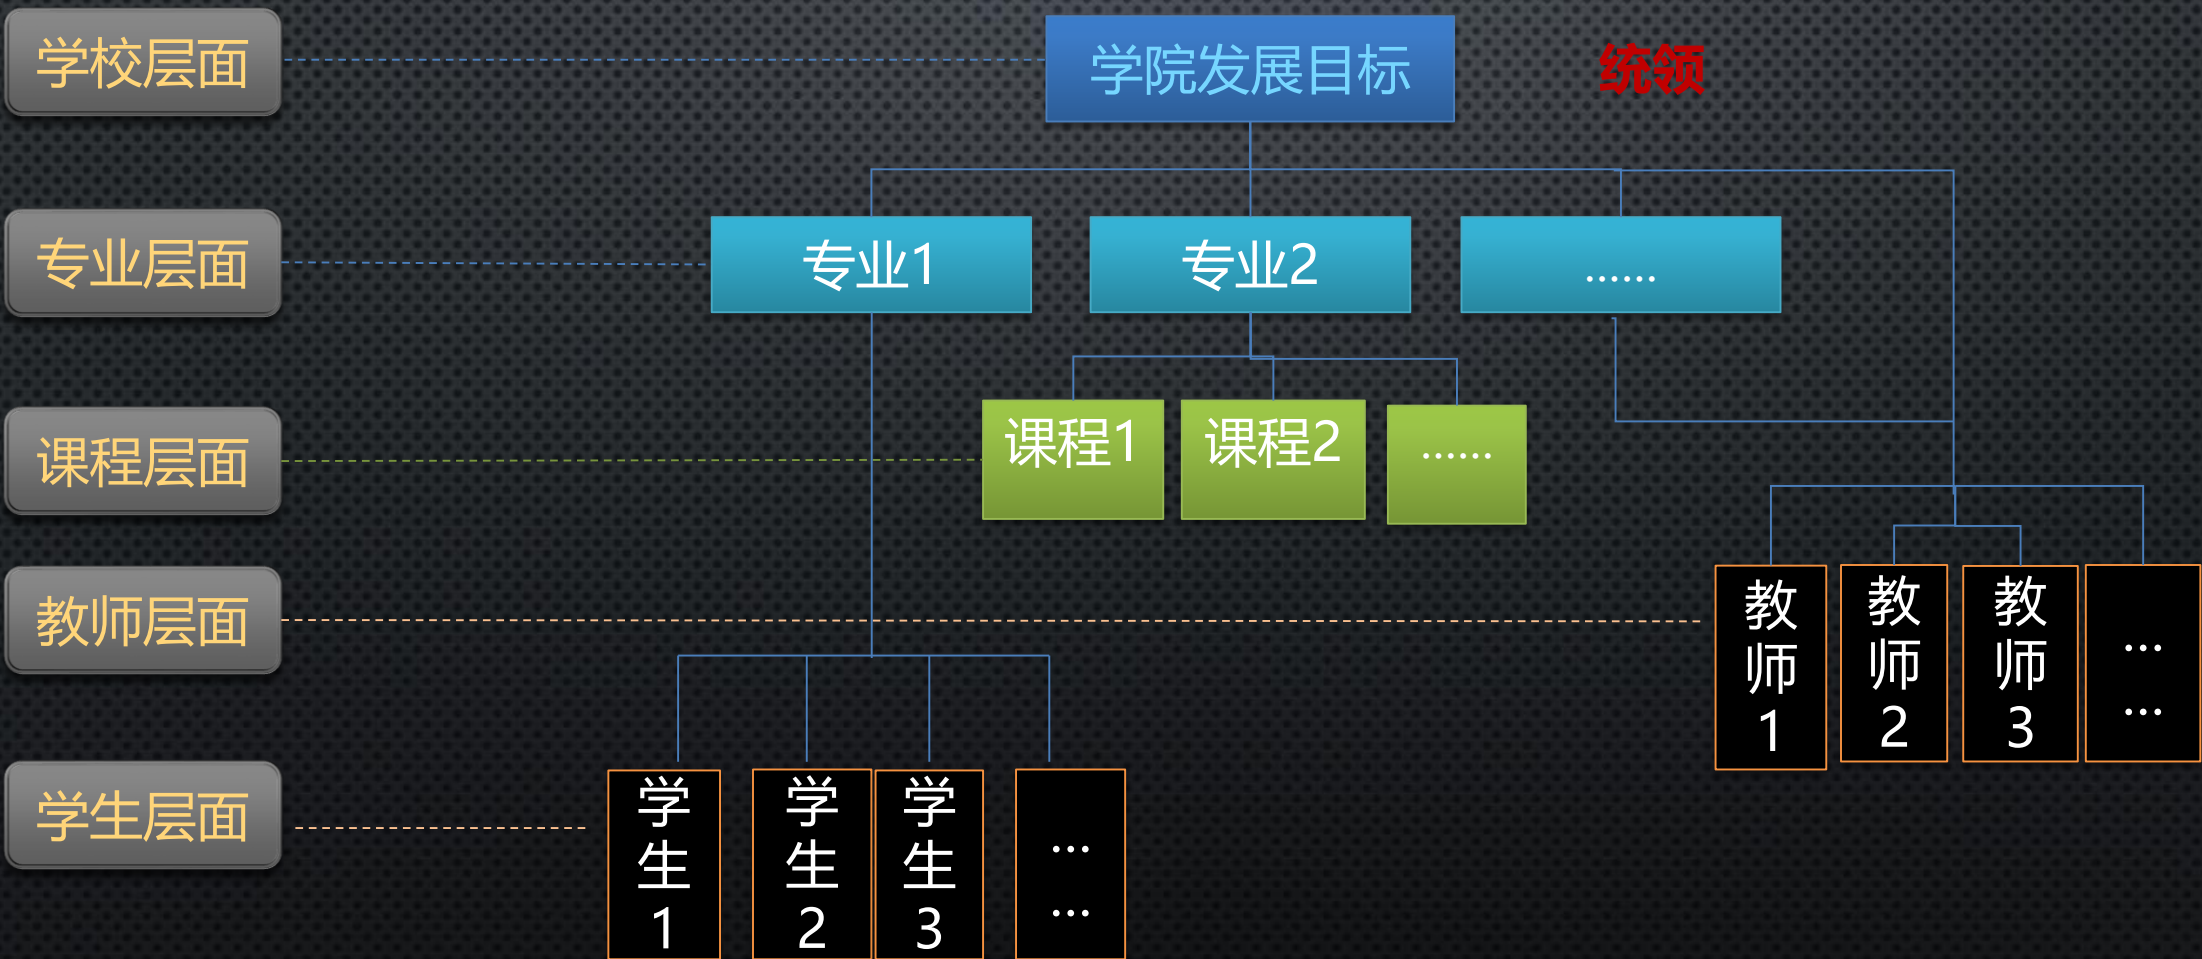 学校层面
学院发展目标
统领
专业层面
专业1
专业2
……
课程层面
课程1
课程2
……
教师层面
教师1
教师2
教师3
……
学生层面
学生1
学生2
学生3
……